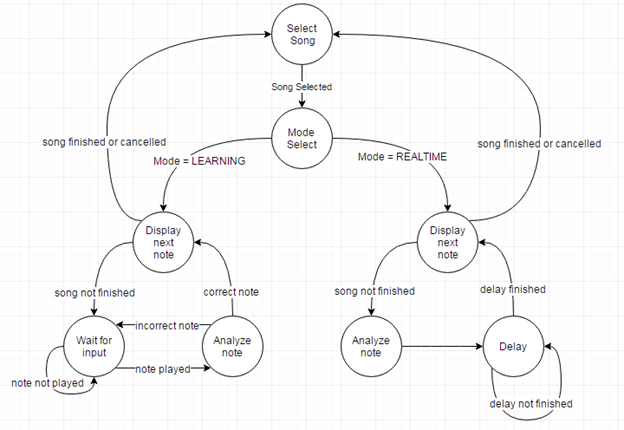 Select
Song
Song Selected
Mode
Select
song finished or cancelled
song finished or cancelled
Mode = LEARNING
Mode = REALTIME
Display
next
note
Display
next
note
song not finished
correct note
song not finished
delay finished
incorrect note
Wait for
input
Analyze
note
Analyze
note
Delay
note played
note not played
delay not finished